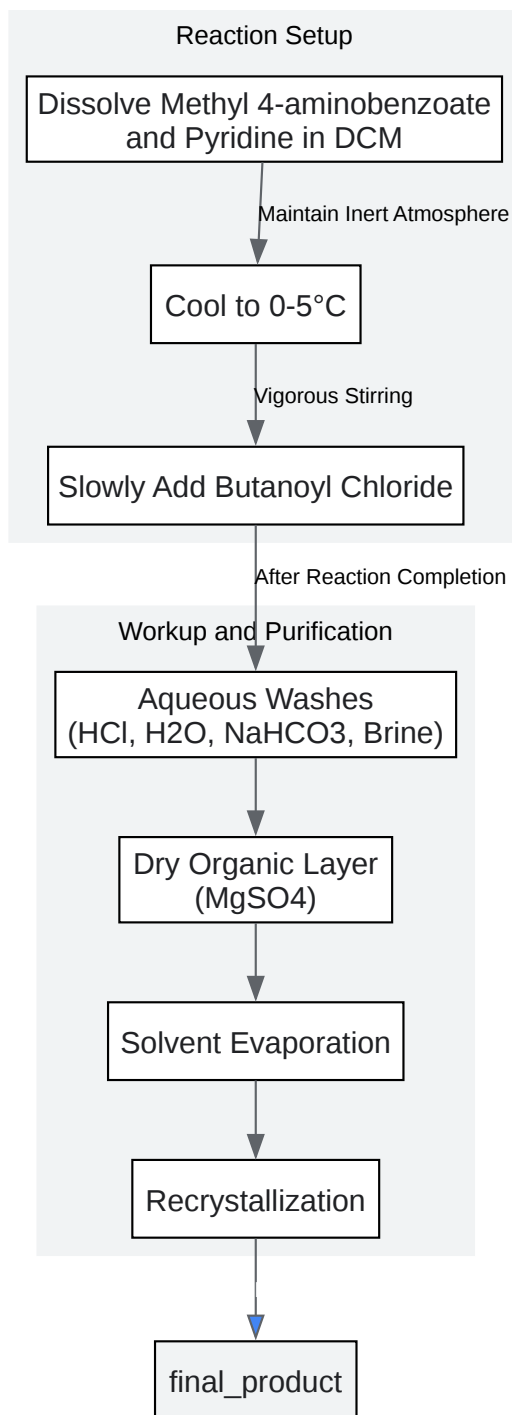 Reaction Setup
Dissolve Methyl 4-aminobenzoate
and Pyridine in DCM
Maintain Inert Atmosphere
Cool to 0-5°C
Vigorous Stirring
Slowly Add Butanoyl Chloride
After Reaction Completion
Workup and Purification
Aqueous Washes
(HCl, H2O, NaHCO3, Brine)
Dry Organic Layer
(MgSO4)
Solvent Evaporation
Recrystallization
final_product